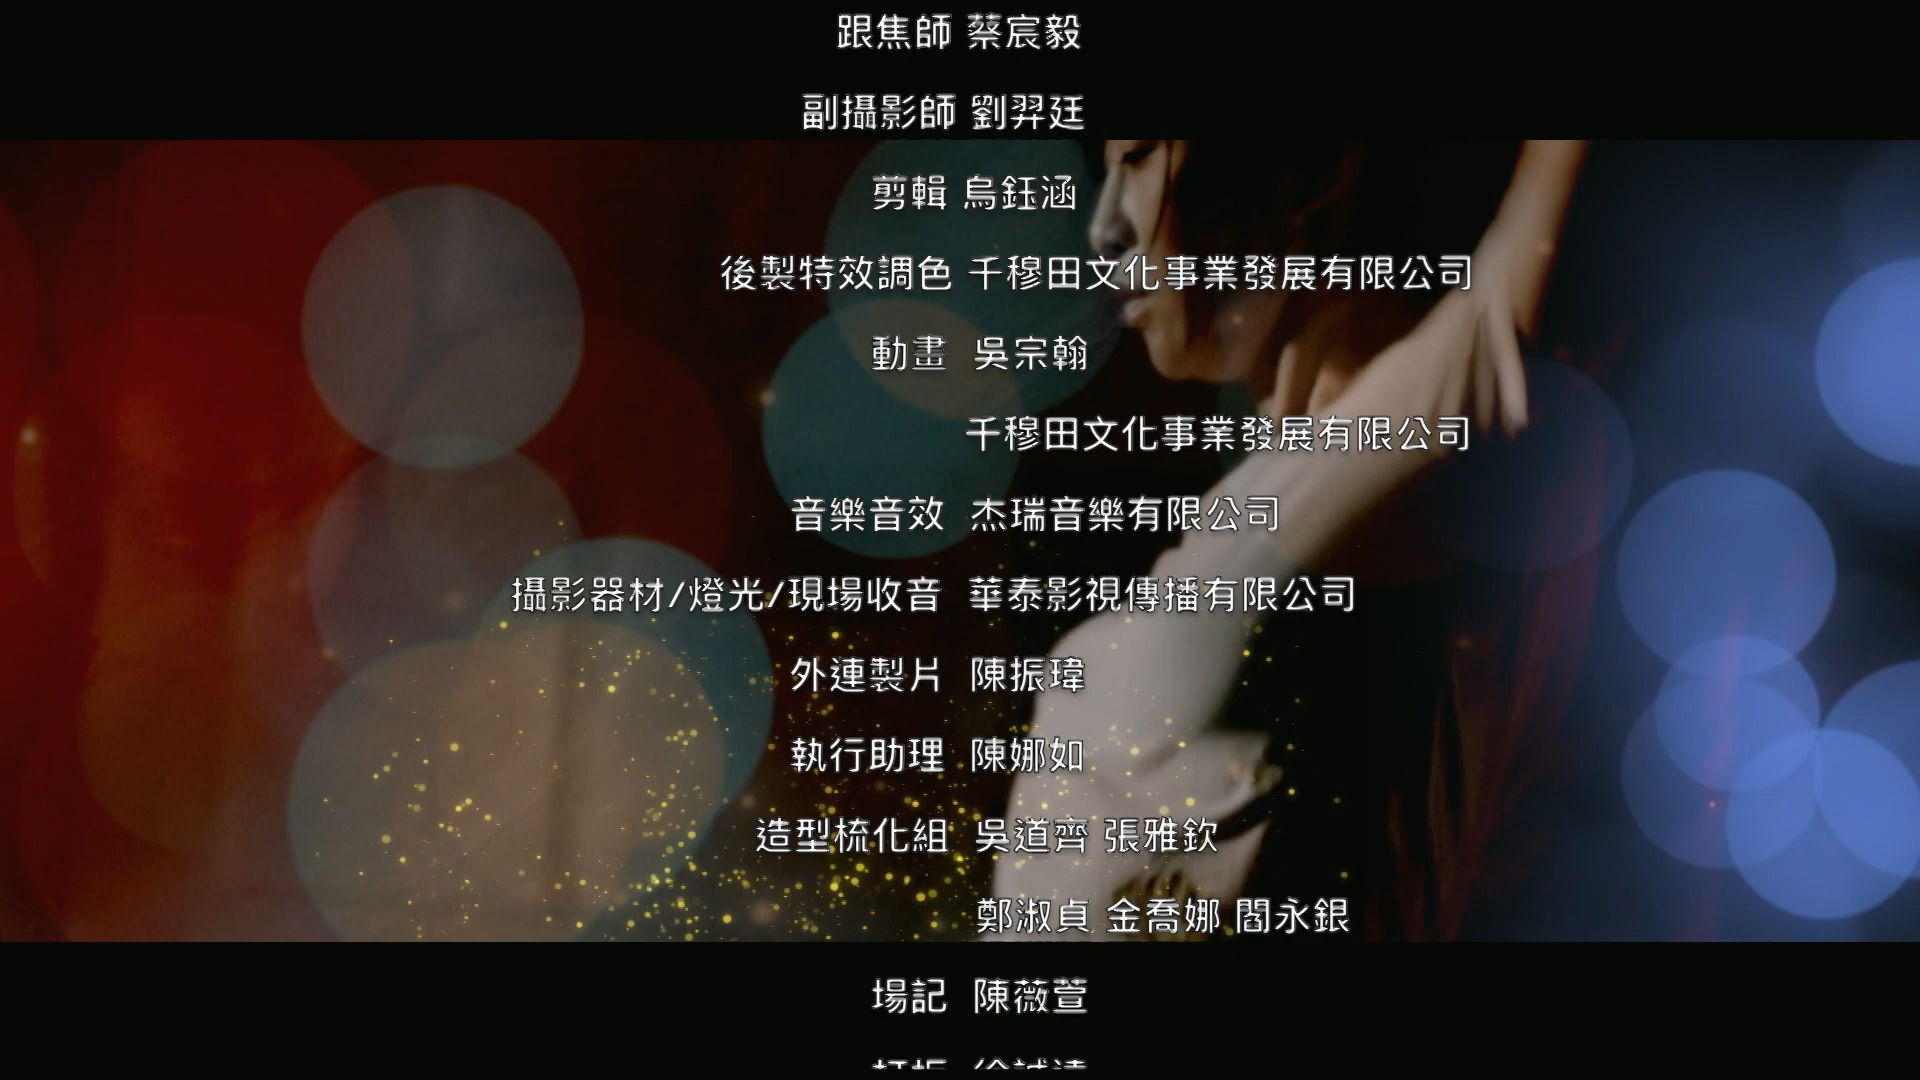 跟焦師 蔡宸毅
副攝影師 劉羿廷
剪輯 烏鈺涵
後製特效調色 千穆田文化事業發展有限公司
動畫 吳宗翰
千穆田文化事業發展有限公司
音樂音效 杰瑞音樂有限公司
攝影器材/燈光/現場收音 華泰影視傳播有限公司
外連製片 陳振瑋
執行助理 陳娜如
造型梳化組 吳道齊 張雅欽
鄭淑貞 金喬娜 閻永銀
場記 陳薇萱